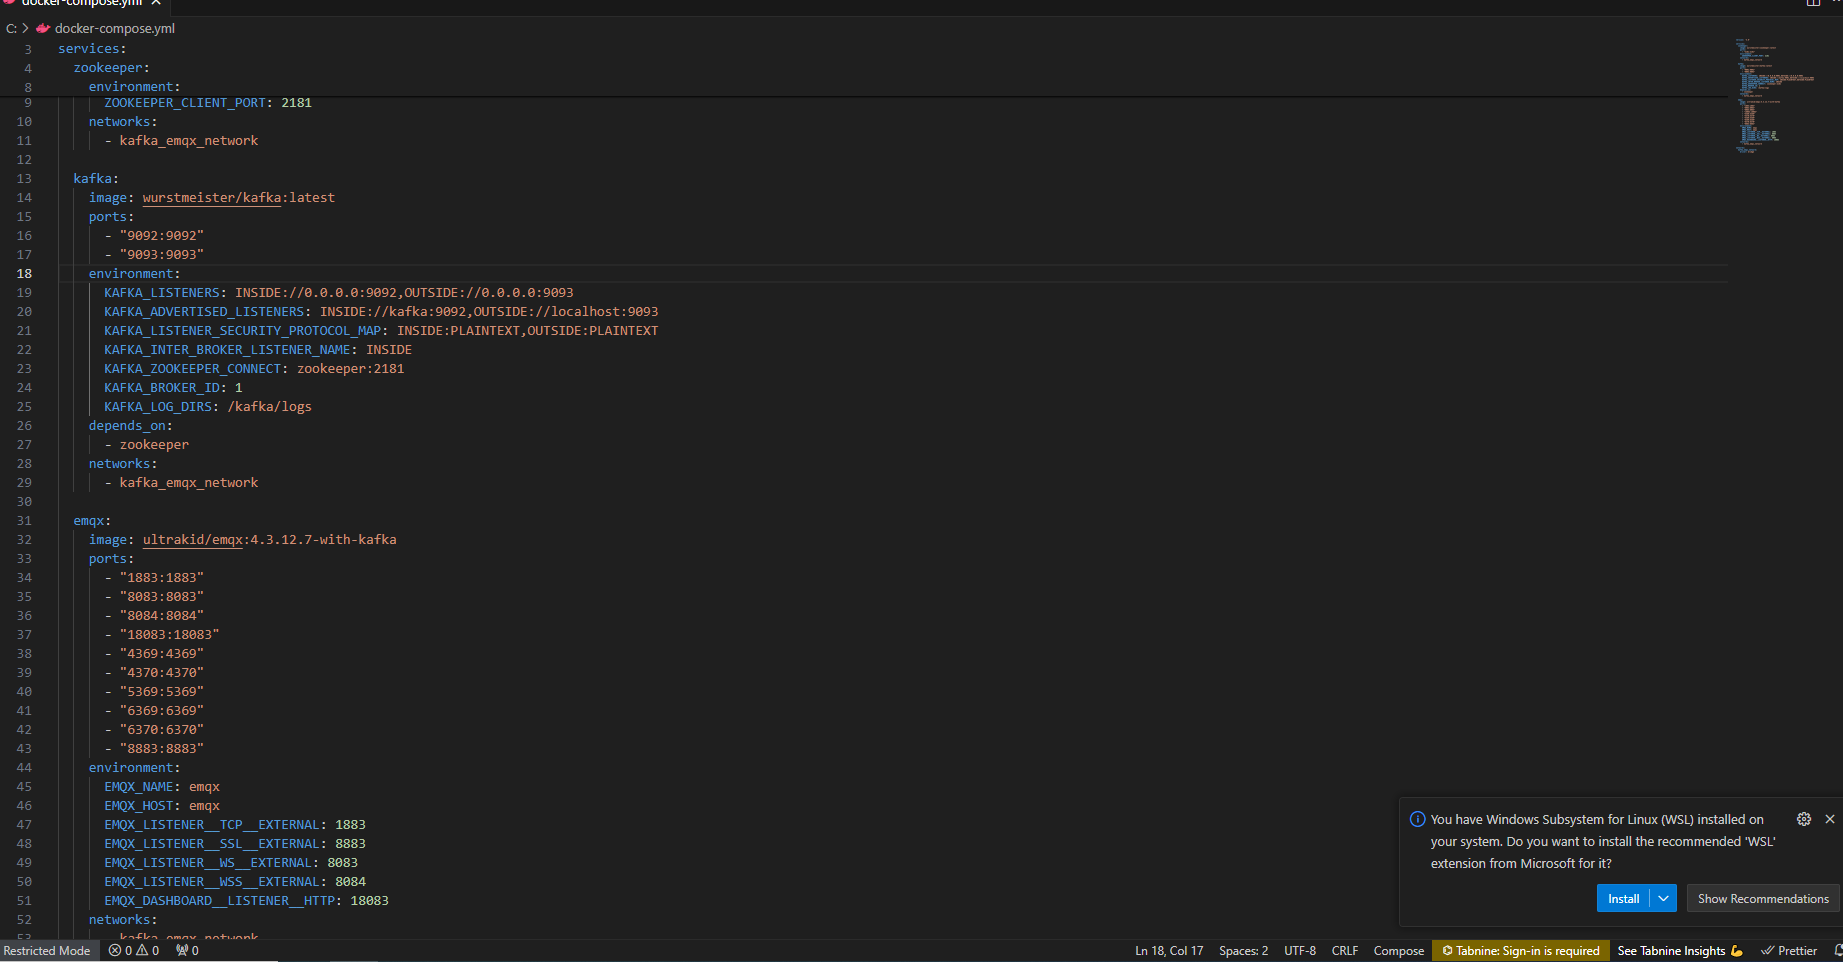 docker-compose.yml
C: > docker-compose.yml
3 services:
4 zookeeper:
8 environment:
9 ZOOKEEPER_CLIENT_PORT: 2181
10 networks:
11 - kafka_emqx_network
12
13 kafka:
14 image: wurstmeister/kafka:latest
15 ports:
16 - "9092:9092"
17 - "9093:9093"
18 environment:
19 KAFKA_LISTENERS: INSIDE://0.0.0.0:9092,OUTSIDE://0.0.0.0:9093
20 KAFKA_ADVERTISED_LISTENERS: INSIDE://kafka:9092,OUTSIDE://localhost:9093
21 KAFKA_LISTENER_SECURITY_PROTOCOL_MAP: INSIDE:PLAINTEXT,OUTSIDE:PLAINTEXT
22 KAFKA_INTER_BROKER_LISTENER_NAME: INSIDE
23 KAFKA_ZOOKEEPER_CONNECT: zookeeper:2181
24 KAFKA_BROKER_ID: 1
25 KAFKA_LOG_DIRS: /kafka/logs
26 depends_on:
27 - zookeeper
28 networks:
29 - kafka_emqx_network
30
31 emqx:
32 image: ultrakid/emqx:4.3.12.7-with-kafka
33 ports:
34 - "1883:1883"
35 - "8083:8083"
36 - "8084:8084"
37 - "18083:18083"
38 - "4369:4369"
39 - "4370:4370"
40 - "5369:5369"
41 - "6369:6369"
42 - "6370:6370"
43 - "8883:8883"
44 environment:
45 EMQX_NAME: emqx
46 EMQX_HOST: emqx
47 EMQX_LISTENER__TCP__EXTERNAL: 1883
48 EMQX_LISTENER__SSL__EXTERNAL: 8883
49 EMQX_LISTENER__WS__EXTERNAL: 8083
50 EMQX_LISTENER__WSS__EXTERNAL: 8084
51 EMQX_DASHBOARD__LISTENER__HTTP: 18083
52 networks:
53 - kafka_emqx_network
You have Windows Subsystem for Linux (WSL) installed on
your system. Do you want to install the recommended 'WSL'
extension from Microsoft for it?
Install Show Recommendations
Restricted Mode 0 0 0 Ln 18, Col 17 Spaces: 2 UTF-8 CRLF Compose Tabnine: Sign-in is required See Tabnine Insights 💪 Prettier